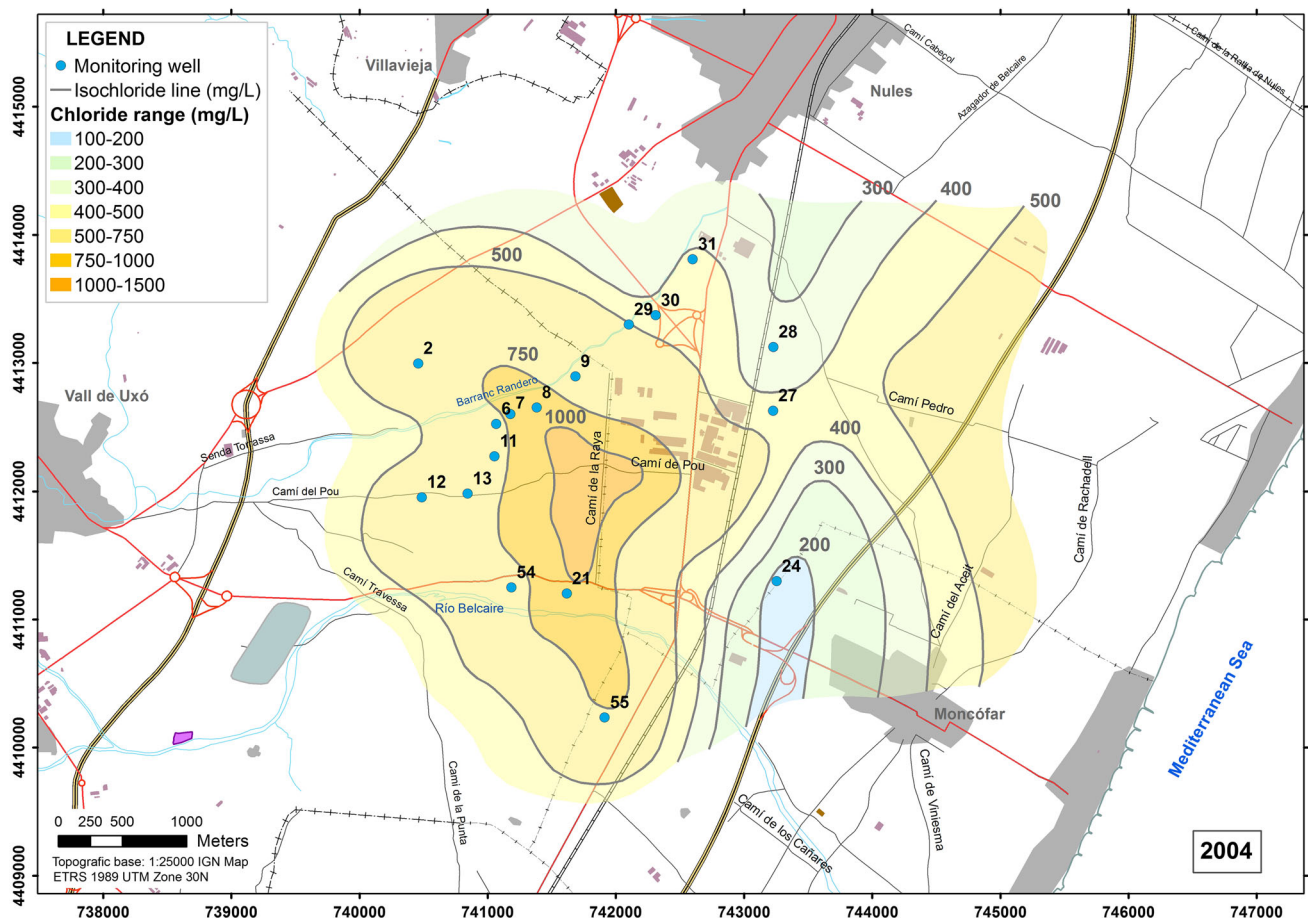 LEGEND
Monitoring well
Isochloride line (mg/L)
Chloride range (mg/L)
100-200
200-300
300-400
400-500
500-750
750-1000
1000-1500
Villavieja
Nules
Camí Cabeçol
Azagador de Belcaire
Camí de la Ratlla de Nules
300
400
500
500
31
30
29
28
2
750
9
Barranc Randero
8
7
6
1000
27
Camí Pedro
Vall de Uxó
Senda Torrassa
11
400
Camí de la Raya
Camí de Pou
300
Camí del Pou
12
13
Camí de Rachadell
200
24
54
21
Camí Travessa
Río Belcaire
Camí del Aceit
55
Moncófar
Mediterranean Sea
Camí de la Punta
Camí de los Cañares
Camí de Viniesma
0 250 500 1000
Meters
Topografic base: 1:25000 IGN Map
ETRS 1989 UTM Zone 30N
2004
4415000
4414000
4413000
4412000
4411000
4410000
4409000
738000 739000 740000 741000 742000 743000 744000 745000 746000 747000